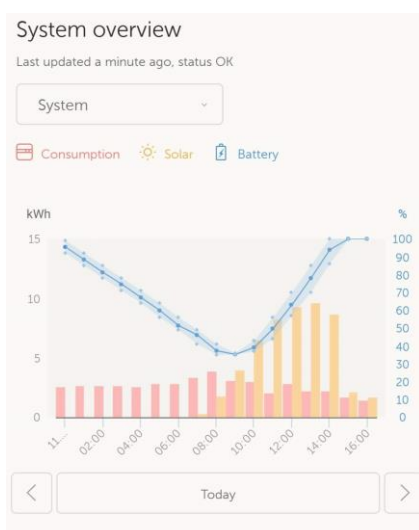 System overview
Last updated a minute ago, status OK
System
Consumption Solar Battery
kWh %
15 100
90
80
10 70
60
50
5 40
30
20
10
0 0
11... 02:00 04:00 06:00 08:00 10:00 12:00 14:00 16:00
Today